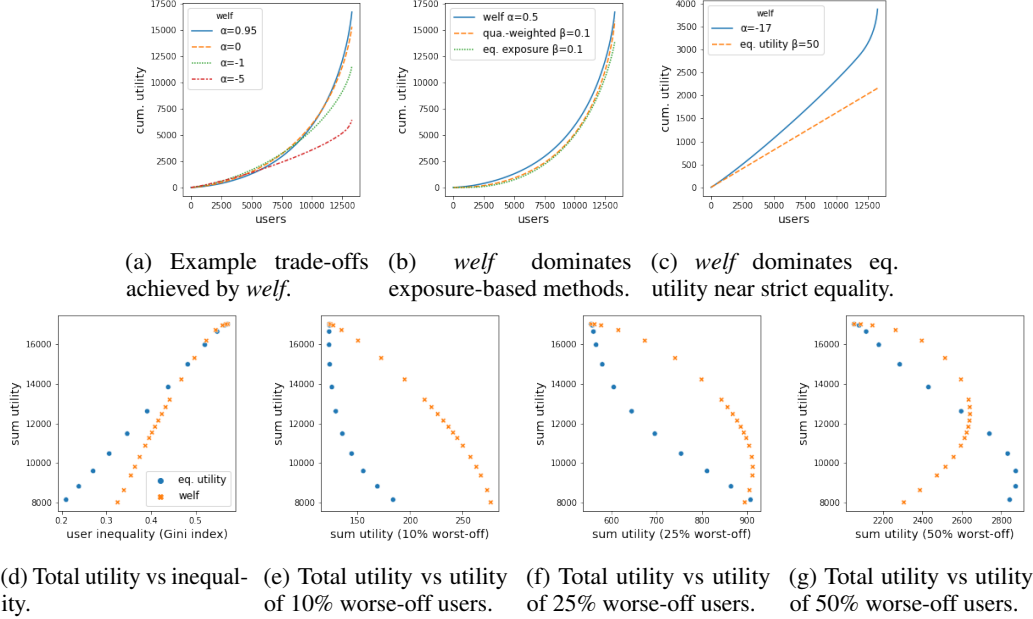 17500
15000
12500
10000
7500
5000
2500
0
cum. utility
welf
α=0.95
α=0
α=-1
α=-5
0 2500 5000 7500 10000 12500
users
17500
15000
12500
10000
7500
5000
2500
0
cum. utility
welf α=0.5
qua.-weighted β=0.1
eq. exposure β=0.1
0 2500 5000 7500 10000 12500
users
4000
3500
3000
2500
2000
1500
1000
500
0
cum. utility
welf
α=-17
eq. utility β=50
0 2500 5000 7500 10000 12500
users
(a) Example trade-offs
achieved by welf.
(b) welf dominates
exposure-based methods.
(c) welf dominates eq.
utility near strict equality.
16000
14000
12000
10000
8000
sum utility
eq. utility
welf
0.2 0.3 0.4 0.5
user inequality (Gini index)
16000
14000
12000
10000
8000
sum utility
150 200 250
sum utility (10% worst-off)
16000
14000
12000
10000
8000
sum utility
600 700 800 900
sum utility (25% worst-off)
16000
14000
12000
10000
8000
sum utility
2200 2400 2600 2800
sum utility (50% worst-off)
(d) Total utility vs inequal-
ity.
(e) Total utility vs utility
of 10% worse-off users.
(f) Total utility vs utility
of 25% worse-off users.
(g) Total utility vs utility
of 50% worse-off users.